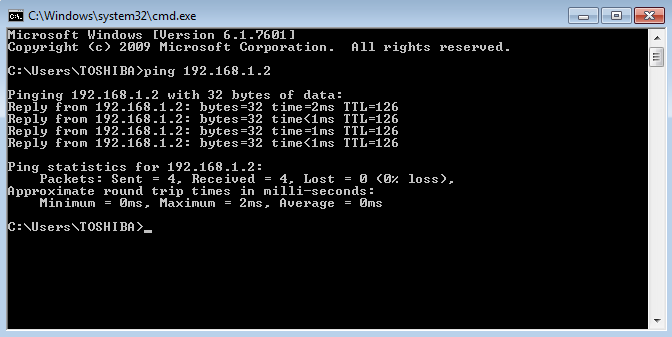 C:\Windows\system32\cmd.exe
Microsoft Windows [Version 6.1.7601]
Copyright (c) 2009 Microsoft Corporation.  All rights reserved.
C:\Users\TOSHIBA>ping 192.168.1.2
Pinging 192.168.1.2 with 32 bytes of data:
Reply from 192.168.1.2: bytes=32 time=2ms TTL=126
Reply from 192.168.1.2: bytes=32 time<1ms TTL=126
Reply from 192.168.1.2: bytes=32 time=1ms TTL=126
Reply from 192.168.1.2: bytes=32 time<1ms TTL=126
Ping statistics for 192.168.1.2:
    Packets: Sent = 4, Received = 4, Lost = 0 (0% loss),
Approximate round trip times in milli-seconds:
    Minimum = 0ms, Maximum = 2ms, Average = 0ms
C:\Users\TOSHIBA>_